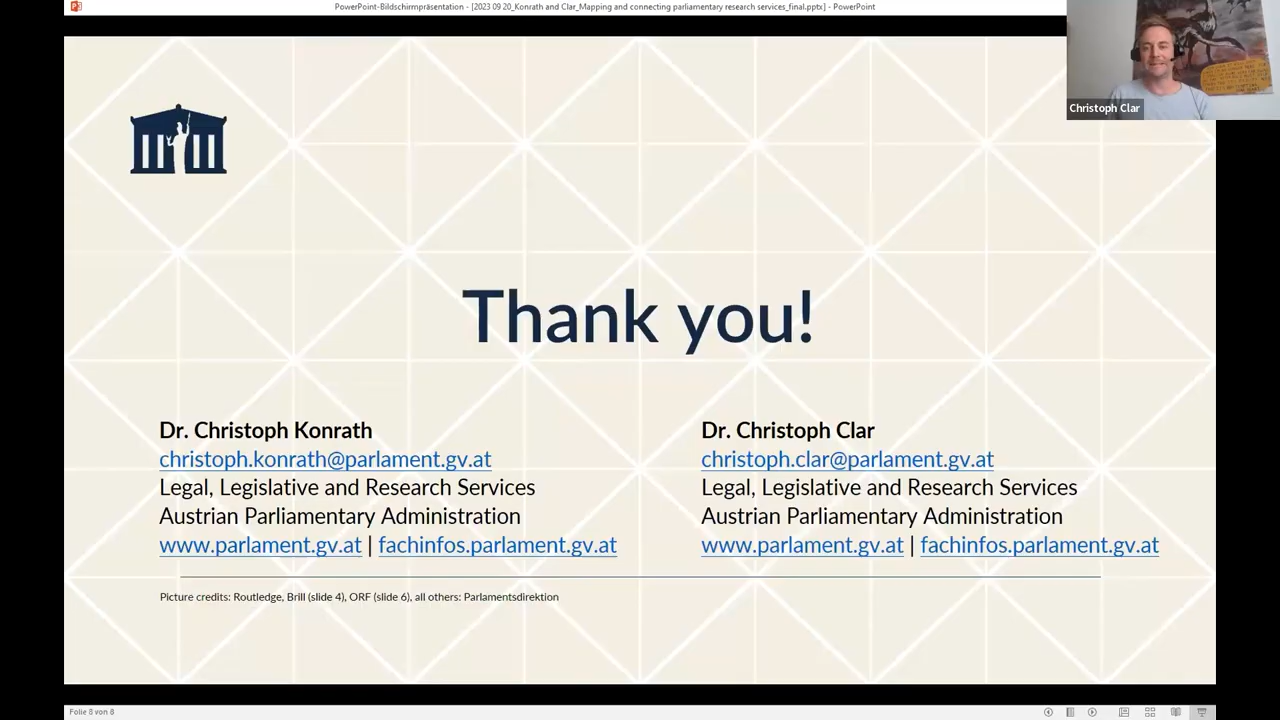 PowerPoint-Bildschirmpräsentation - [2023 09 20_Konrath and Clar_Mapping and connecting parliamentary research services_final.pptx] - PowerPoint
Christoph Clar
Thank you!
Dr. Christoph Konrath
christoph.konrath@parlament.gv.at
Legal, Legislative and Research Services
Austrian Parliamentary Administration
www.parlament.gv.at | fachinfos.parlament.gv.at
Dr. Christoph Clar
christoph.clar@parlament.gv.at
Legal, Legislative and Research Services
Austrian Parliamentary Administration
www.parlament.gv.at | fachinfos.parlament.gv.at
Picture credits: Routledge, Brill (slide 4), ORF (slide 6), all others: Parlamentsdirektion
Folie 8 von 8